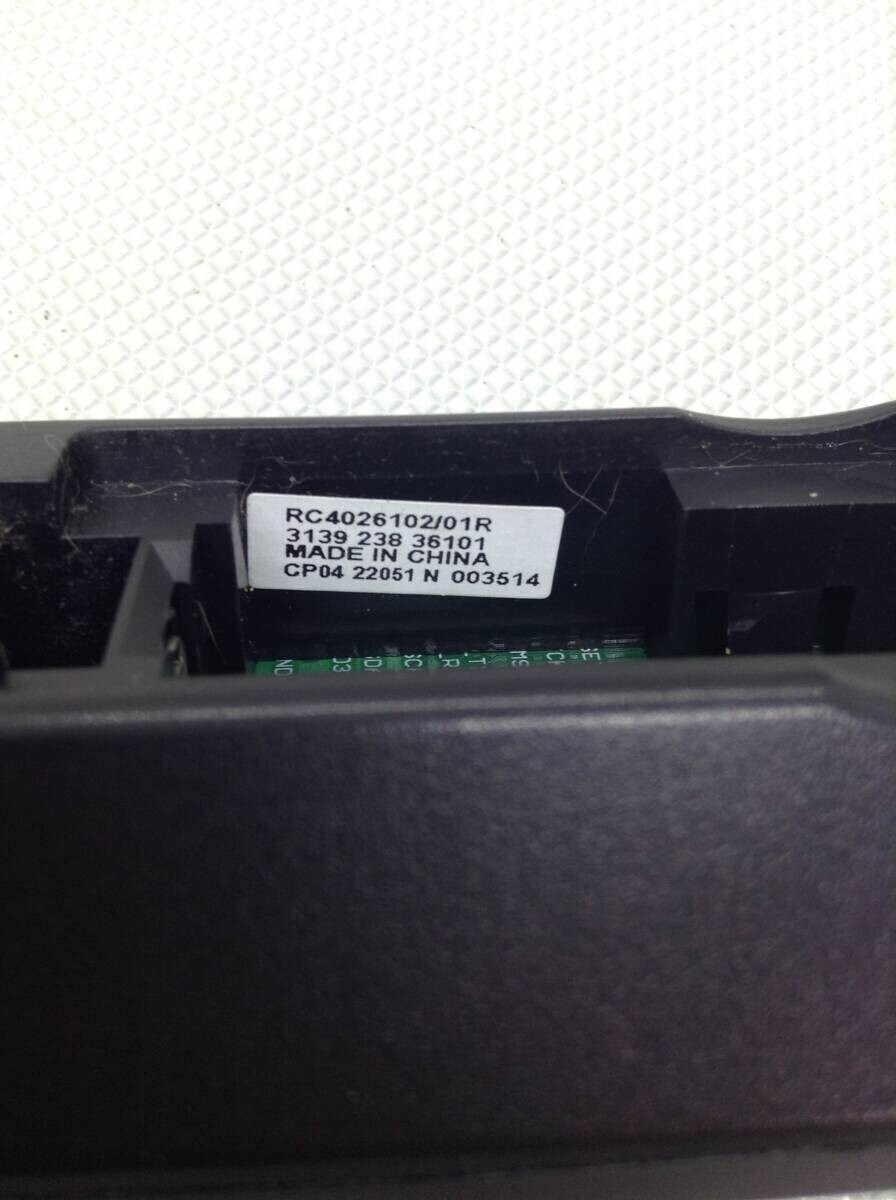 RC4026102/01R
3139 238 36101
MADE IN CHINA
CP04 22051 N 003514